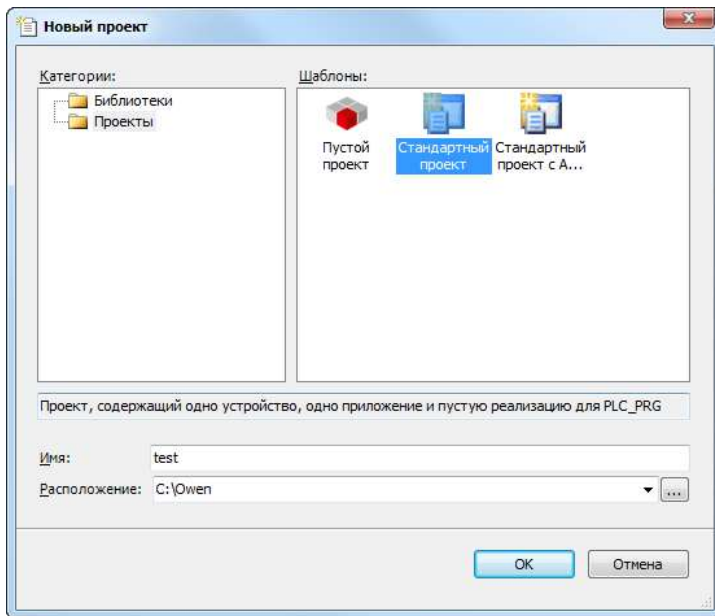 Новый проект
Категории:
Библиотеки
Проекты
Шаблоны:
Пустой
проект
Стандартный
проект
Стандартный
проект с A...
Проект, содержащий одно устройство, одно приложение и пустую реализацию для PLC_PRG
Имя:
test
Расположение:
C:\Owen
...
OK
Отмена